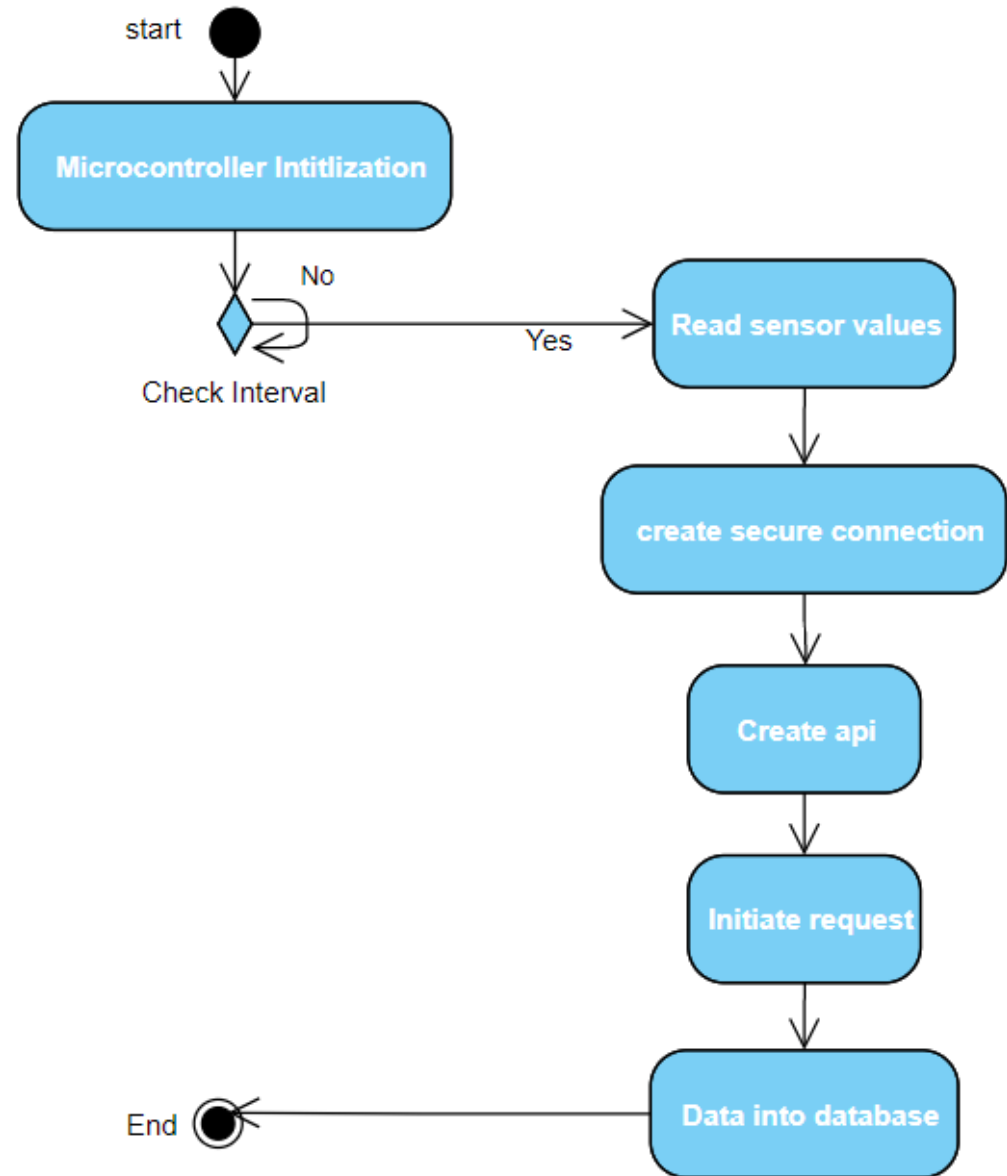 start
Microcontroller Intitlization
No
Yes
Check Interval
Read sensor values
create secure connection
Create api
Initiate request
Data into database
End